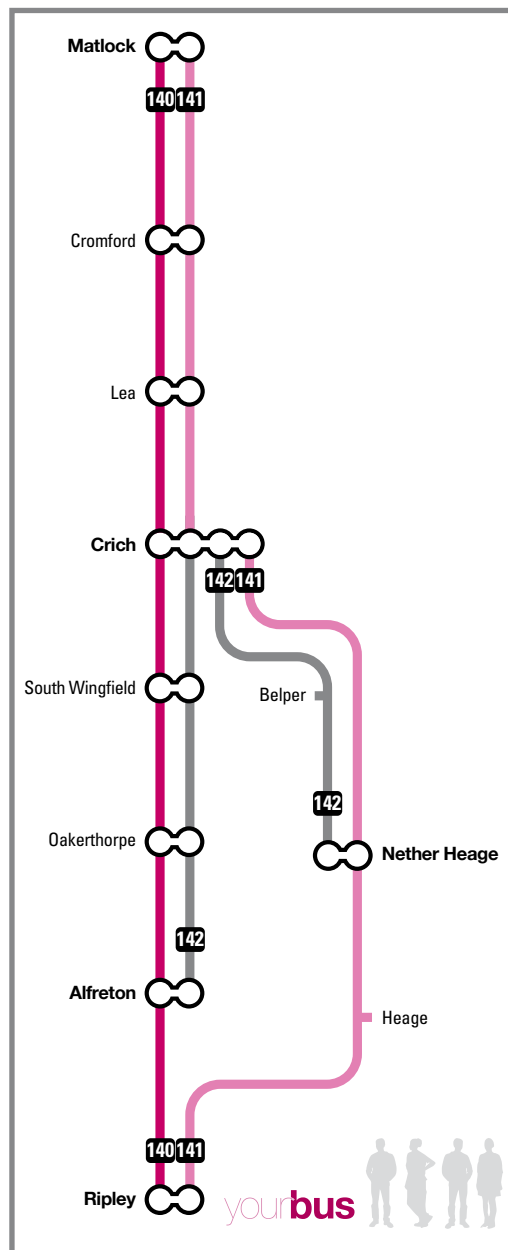 Matlock
140 141
Cromford
Lea
Crich
142 141
South Wingfield
Belper
142
Oakerthorpe
Nether Heage
142
Alfreton
Heage
140 141
Ripley
yourbus